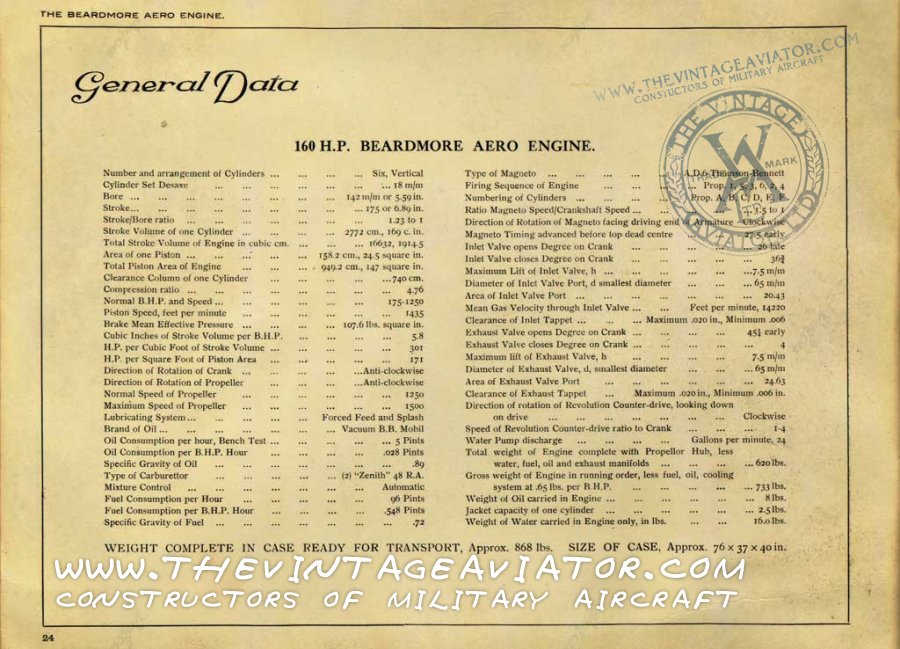 THE BEARDMORE AERO ENGINE.
General Data
WWW.THEVINTAGEAVIATOR.COM
CONSTUCTORS OF MILITARY AIRCRAFT
THE VINTAGE
TRADE MARK
AVIATOR LTD
160 H.P. BEARDMORE AERO ENGINE.
Number and arrangement of Cylinders ... ... ... ... Six, Vertical
Cylinder Set Desaxe ... ... ... ... ... ... 18 m/m
Bore ... ... ... ... ... ... 142 m/m or 5.59 in.
Stroke... ... ... ... ... ... 175 or 6.89 in.
Stroke/Bore ratio ... ... ... ... ... 1.23 to 1
Stroke Volume of one Cylinder ... ... ... 2772 cm., 169 c. in.
Total Stroke Volume of Engine in cubic cm. ... ... 16632, 1914.5
Area of one Piston ... ... ... ... 158.2 cm., 24.5 square in.
Total Piston Area of Engine ... ... 949.2 cm., 147 square in.
Clearance Column of one Cylinder ... ... ... ...740 cm.
Compression ratio ... ... ... ... ... ... 4.76
Normal B.H.P. and Speed ... ... ... ... ... 175-1250
Piston Speed, feet per minute ... ... ... ... ... 1435
Brake Mean Effective Pressure ... ... ... 107.6 lbs. square in.
Cubic Inches of Stroke Volume per B.H.P. ... ... ... 5.8
H.P. per Cubic Foot of Stroke Volume ... ... ... ... 301
H.P. per Square Foot of Piston Area ... ... ... ... 171
Direction of Rotation of Crank ... ... ... ...Anti-clockwise
Direction of Rotation of Propeller ... ... ...Anti-clockwise
Normal Speed of Propeller ... ... ... ... ... 1250
Maximum Speed of Propeller ... ... ... ... ... 1500
Lubricating System... ... ... ... Forced Feed and Splash
Brand of Oil ... ... ... ... ... Vacuum B.B. Mobil
Oil Consumption per hour, Bench Test ... ... ... ... 5 Pints
Oil Consumption per B.H.P. Hour ... ... ... ... .028 Pints
Specific Gravity of Oil ... ... ... ... ... .89
Type of Carburettor ... ... ... ... (2) "Zenith" 48 R.A.
Mixture Control ... ... ... ... ... Automatic
Fuel Consumption per Hour ... ... ... ... 96 Pints
Fuel Consumption per B.H.P. Hour ... ... ... .548 Pints
Specific Gravity of Fuel ... ... ... ... ... .72
Type of Magneto ... ... ... ... A.D.6 Thomson-Bennett
Firing Sequence of Engine ... ... ... Prop. 1, 5, 3, 6, 2, 4
Numbering of Cylinders ... ... ... Prop. A, B, C, D, E, F
Ratio Magneto Speed/Crankshaft Speed ... ... ... ...1.5 to 1
Direction of Rotation of Magneto facing driving end of Armature Clockwise
Magneto Timing advanced before top dead centre ... 27.5 early
Inlet Valve opens Degree on Crank ... ... ... ... 26 late
Inlet Valve closes Degree on Crank ... ... ... ... 36¾
Maximum Lift of Inlet Valve, h ... ... ... ... ...7.5 m/m
Diameter of Inlet Valve Port, d smallest diameter ... ... 65 m/m
Area of Inlet Valve Port ... ... ... ... ... 20.43
Mean Gas Velocity through Inlet Valve ... ... Feet per minute, 14220
Clearance of Inlet Tappet ... ... ... Maximum .020 in., Minimum .006
Exhaust Valve opens Degree on Crank ... ... ... 45¾ early
Exhaust Valve closes Degree on Crank ... ... ... ... 4
Maximum lift of Exhaust Valve, h ... ... ... ... 7.5 m/m
Diameter of Exhaust Valve, d, smallest diameter ... ... 65 m/m
Area of Exhaust Valve Port ... ... ... ... ... 24.63
Clearance of Exhaust Tappet ... Maximum .020 in., Minimum .006 in.
Direction of rotation of Revolution Counter-drive, looking down
on drive ... ... ... ... ... Clockwise
Speed of Revolution Counter-drive ratio to Crank ... ... 1-4
Water Pump discharge ... ... ... ... Gallons per minute, 24
Total weight of Engine complete with Propellor Hub, less
water, fuel, oil and exhaust manifolds ... ... ... 620 lbs.
Gross weight of Engine in running order, less fuel, oil, cooling
system at .65 lbs. per B.H.P. ... ... ... ... 733 lbs.
Weight of Oil carried in Engine ... ... ... ... 8 lbs.
Jacket capacity of one cylinder ... ... ... ... ... 2.5 lbs.
Weight of Water carried in Engine only, in lbs. ... ... 16.0 lbs.
WEIGHT COMPLETE IN CASE READY FOR TRANSPORT, Approx. 868 lbs. SIZE OF CASE, Approx. 76 × 37 × 40 in.
WWW.THEVINTAGEAVIATOR.COM
CONSTRUCTORS OF MILITARY AIRCRAFT
24